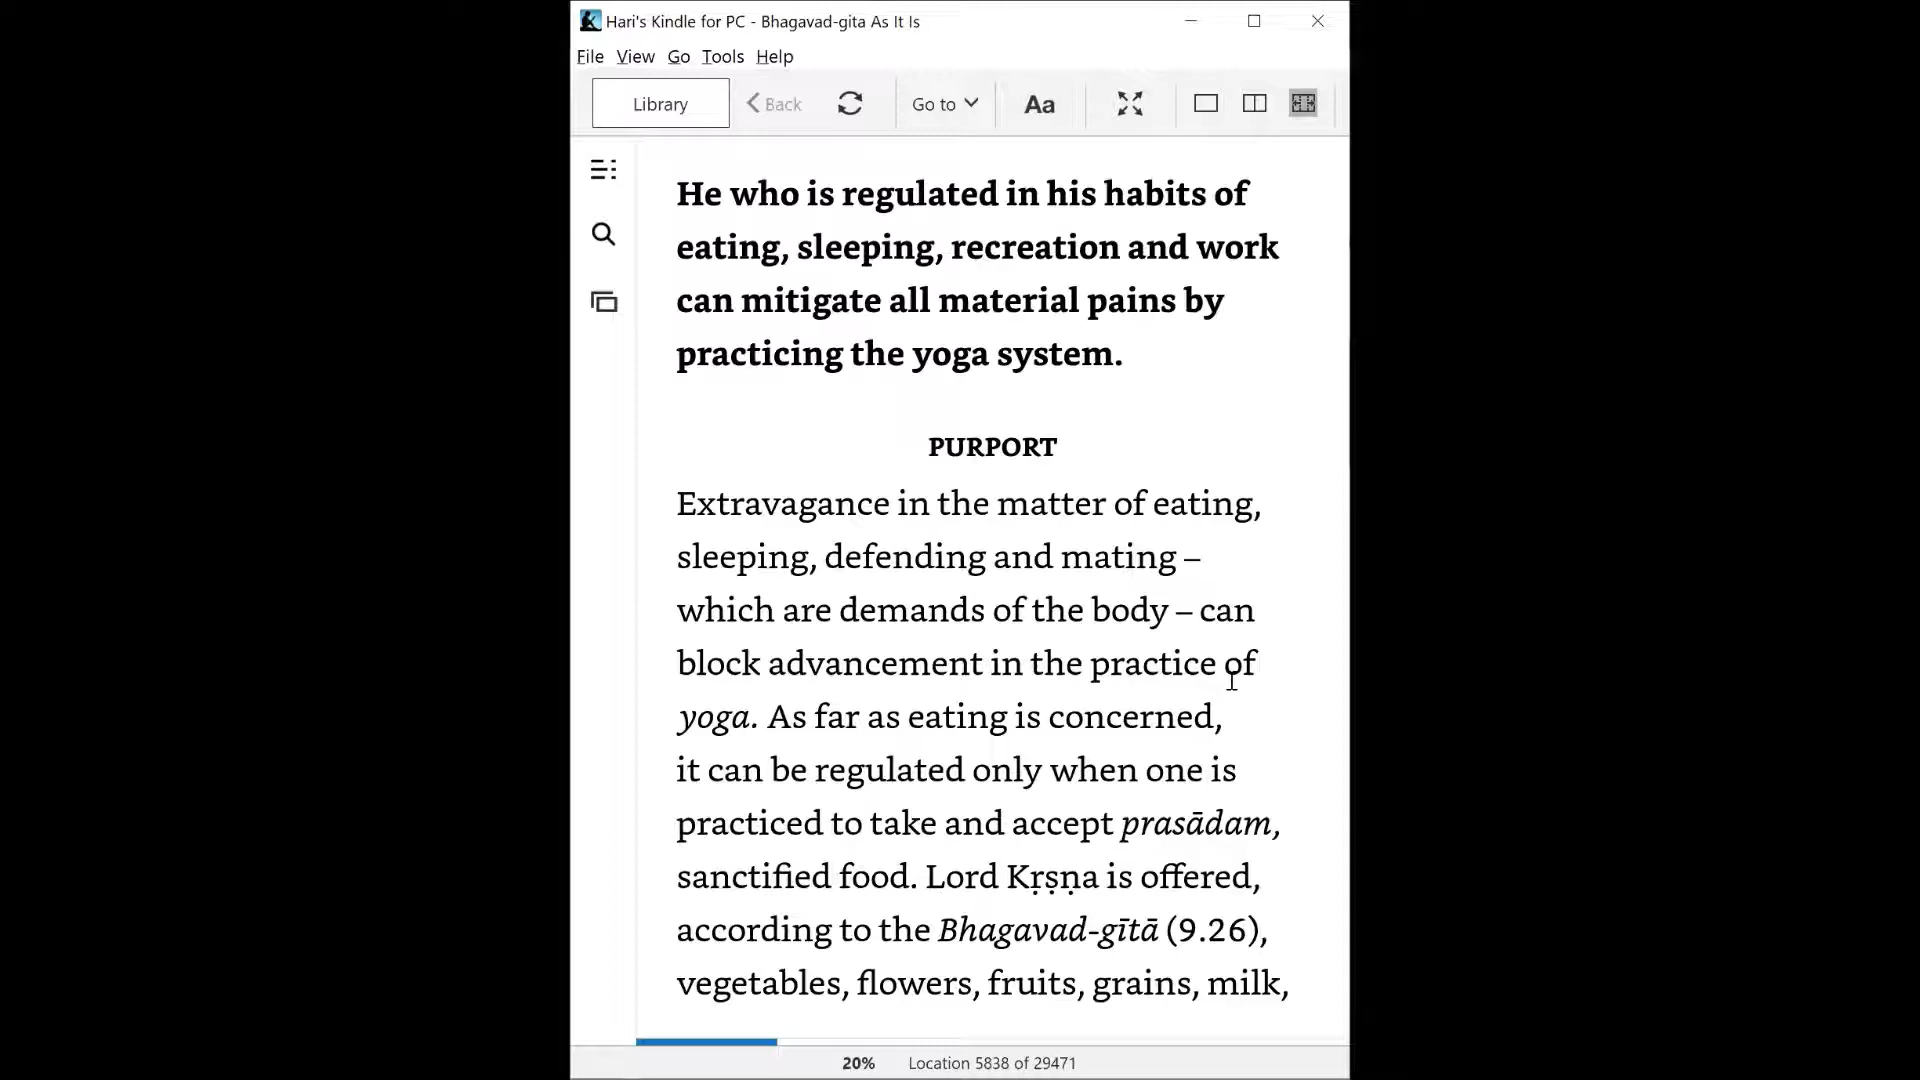 Hari's Kindle for PC - Bhagavad-gita As It Is
File View Go Tools Help
Library Back Go to Aa
He who is regulated in his habits of
eating, sleeping, recreation and work
can mitigate all material pains by
practicing the yoga system.
PURPORT
Extravagance in the matter of eating,
sleeping, defending and mating –
which are demands of the body – can
block advancement in the practice of
yoga. As far as eating is concerned,
it can be regulated only when one is
practiced to take and accept prasādam,
sanctified food. Lord Kṛṣṇa is offered,
according to the Bhagavad-gītā (9.26),
vegetables, flowers, fruits, grains, milk,
20% Location 5838 of 29471